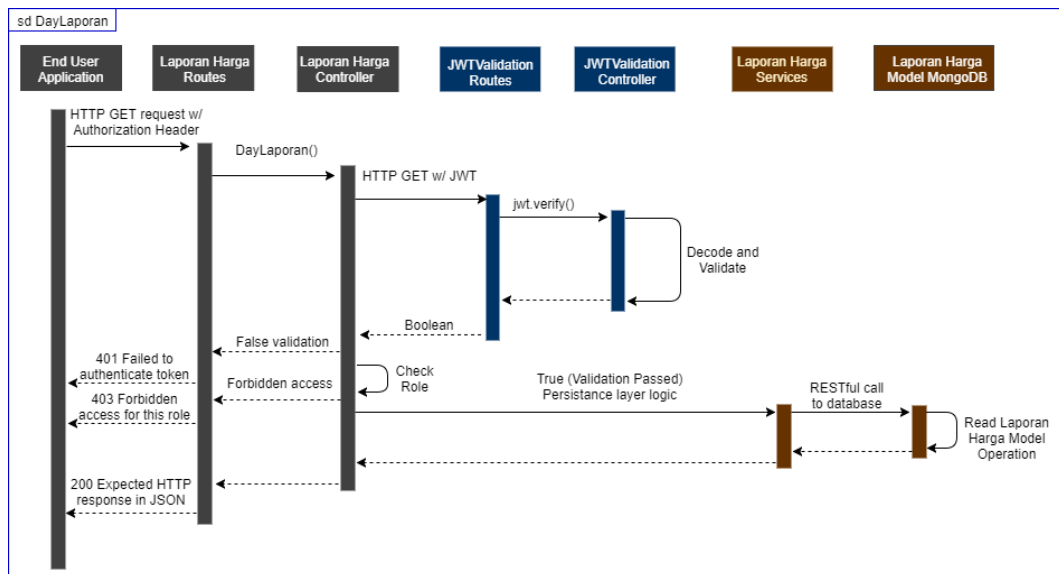 sd DayLaporan
End User
Application
Laporan Harga
Routes
Laporan Harga
Controller
JWTValidation
Routes
JWTValidation
Controller
Laporan Harga
Services
Laporan Harga
Model MongoDB
HTTP GET request w/
Authorization Header
DayLaporan()
HTTP GET w/ JWT
jwt.verify()
Decode and
Validate
Boolean
False validation
401 Failed to
authenticate token
Check
Role
Forbidden access
403 Forbidden
access for this role
True (Validation Passed)
Persistance layer logic
RESTful call
to database
Read Laporan
Harga Model
Operation
200 Expected HTTP
response in JSON